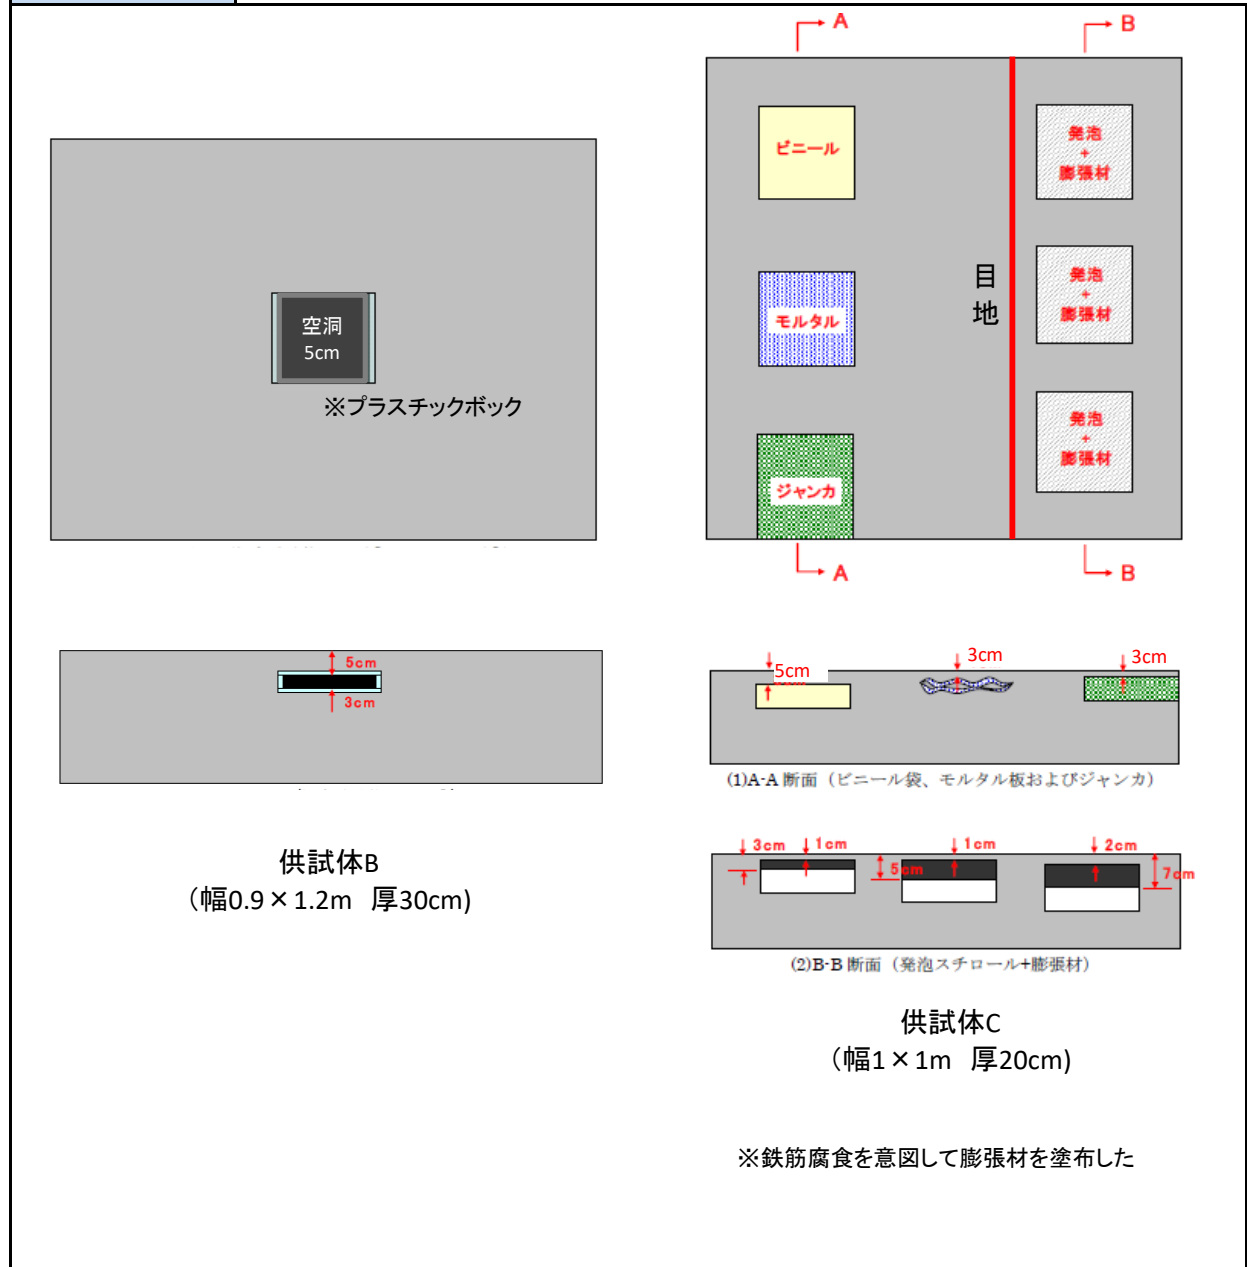 A
B
ビニール
発泡
+
膨張材
モルタル
目
地
発泡
+
膨張材
ジャンカ
発泡
+
膨張材
A
B
空洞
5cm
※プラスチックボック
5cm
3cm
供試体B
(幅0.9×1.2m 厚30cm)
5cm
3cm
3cm
(1)A-A 断面(ビニール袋、モルタル板およびジャンカ)
3cm
1cm
5cm
1cm
2cm
7cm
(2)B-B 断面(発泡スチロール+膨張材)
供試体C
(幅1×1m 厚20cm)
※鉄筋腐食を意図して膨張材を塗布した